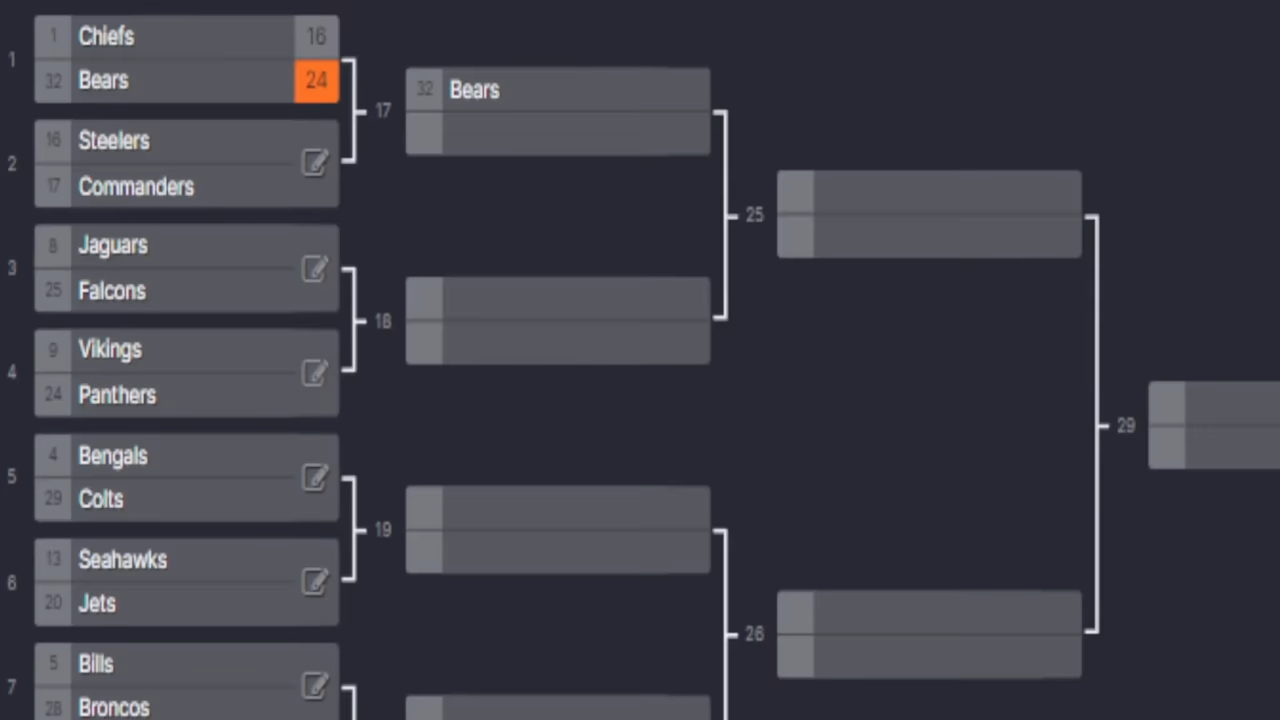 1
1 Chiefs 16
32 Bears 24
2
16 Steelers
17 Commanders
3
8 Jaguars
25 Falcons
4
9 Vikings
24 Panthers
5
4 Bengals
29 Colts
6
13 Seahawks
20 Jets
7
5 Bills
28 Broncos
17
32 Bears
18
19
25
26
29